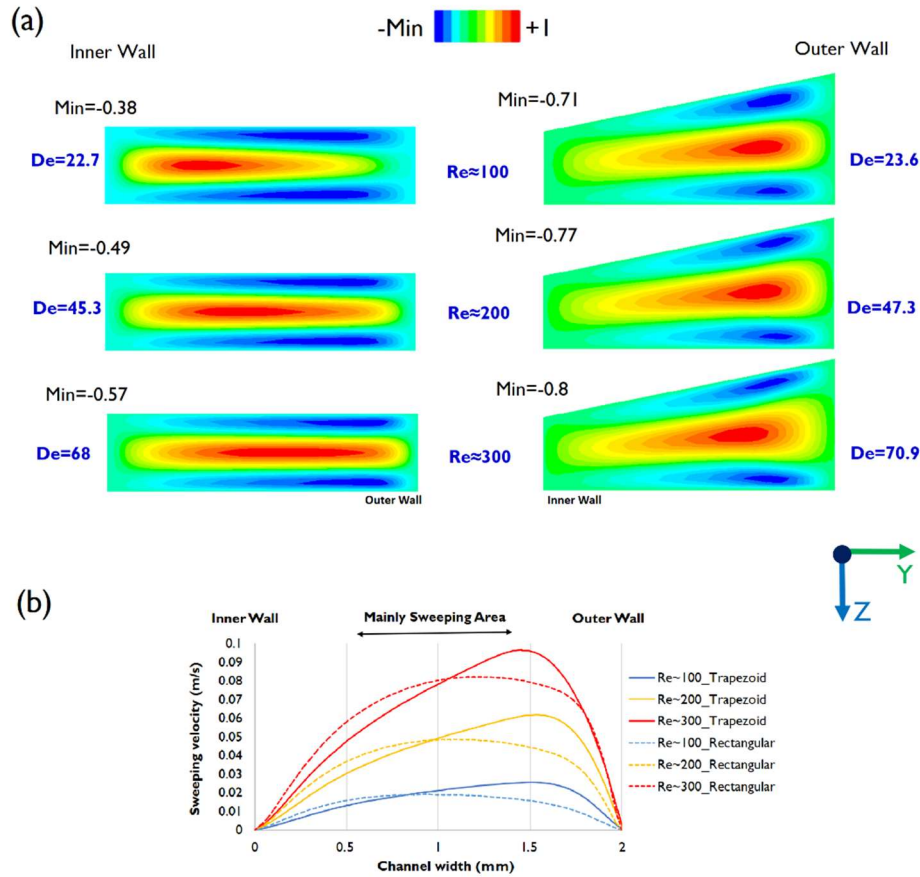 (a)
-Min +1
Inner Wall
Outer Wall
Min=-0.38
Min=-0.71
De=22.7
Re≈100
De=23.6
Min=-0.49
Min=-0.77
De=45.3
Re≈200
De=47.3
Min=-0.57
Min=-0.8
De=68
Re≈300
De=70.9
Outer Wall
Inner Wall
Y
Z
(b)
Inner Wall
Mainly Sweeping Area
Outer Wall
Sweeping velocity (m/s)
0.1
0.09
0.08
0.07
0.06
0.05
0.04
0.03
0.02
0.01
0
0 0.5 1 1.5 2
Channel width (mm)
Re~100_Trapezoid
Re~200_Trapezoid
Re~300_Trapezoid
Re~100_Rectangular
Re~200_Rectangular
Re~300_Rectangular